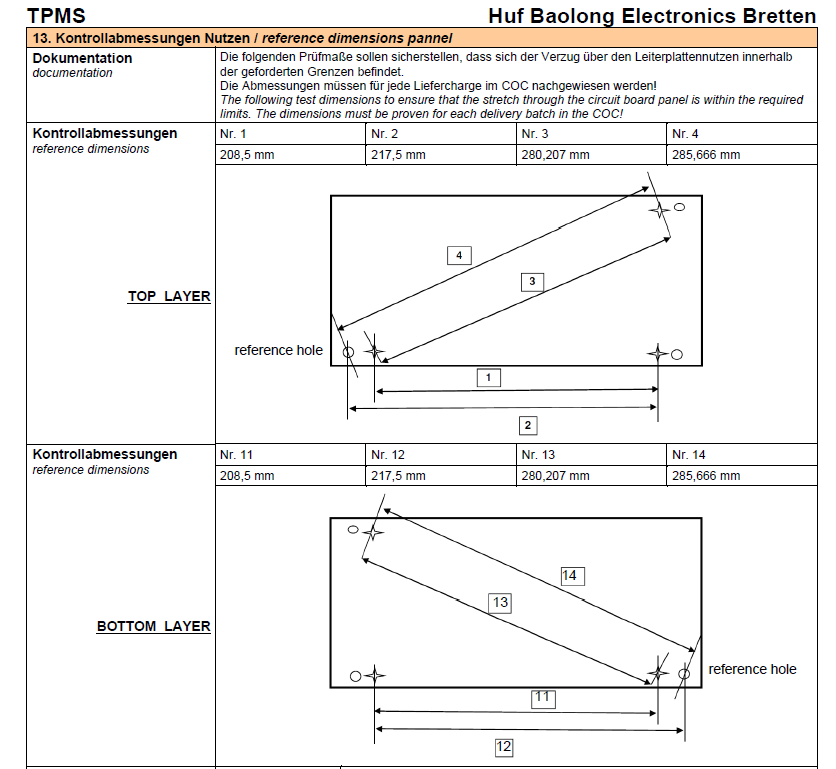 TPMS
Huf Baolong Electronics Bretten
13. Kontrollabmessungen Nutzen / reference dimensions pannel
Dokumentation
documentation
Die folgenden Prüfmaße sollen sicherstellen, dass sich der Verzug über den Leiterplattennutzen innerhalb
der geforderten Grenzen befindet.
Die Abmessungen müssen für jede Liefercharge im COC nachgewiesen werden!
The following test dimensions to ensure that the stretch through the circuit board panel is within the required
limits. The dimensions must be proven for each delivery batch in the COC!
Kontrollabmessungen
reference dimensions
Nr. 1
Nr. 2
Nr. 3
Nr. 4
208,5 mm
217,5 mm
280,207 mm
285,666 mm
TOP LAYER
4
3
reference hole
1
2
Kontrollabmessungen
reference dimensions
Nr. 11
Nr. 12
Nr. 13
Nr. 14
208,5 mm
217,5 mm
280,207 mm
285,666 mm
BOTTOM LAYER
14
13
reference hole
11
12